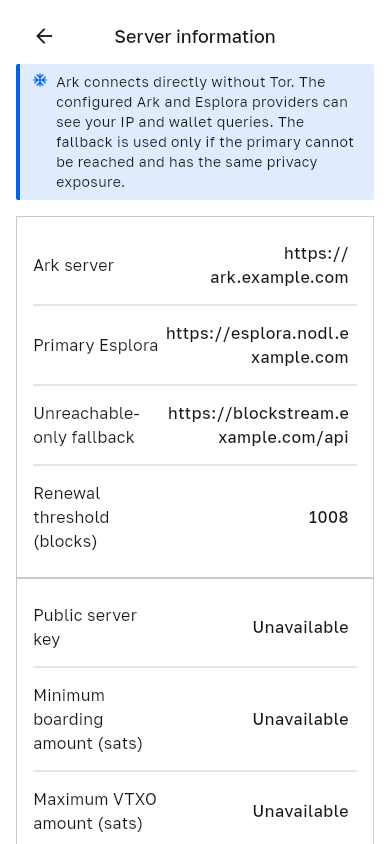 Server information
Ark connects directly without Tor. The
configured Ark and Esplora providers can
see your IP and wallet queries. The
fallback is used only if the primary cannot
be reached and has the same privacy
exposure.
Ark server
https://
ark.example.com
Primary Esplora
https://esplora.nodl.e
xample.com
Unreachable-
only fallback
https://blockstream.e
xample.com/api
Renewal
threshold
(blocks)
1008
Public server
key
Unavailable
Minimum
boarding
amount (sats)
Unavailable
Maximum VTXO
amount (sats)
Unavailable